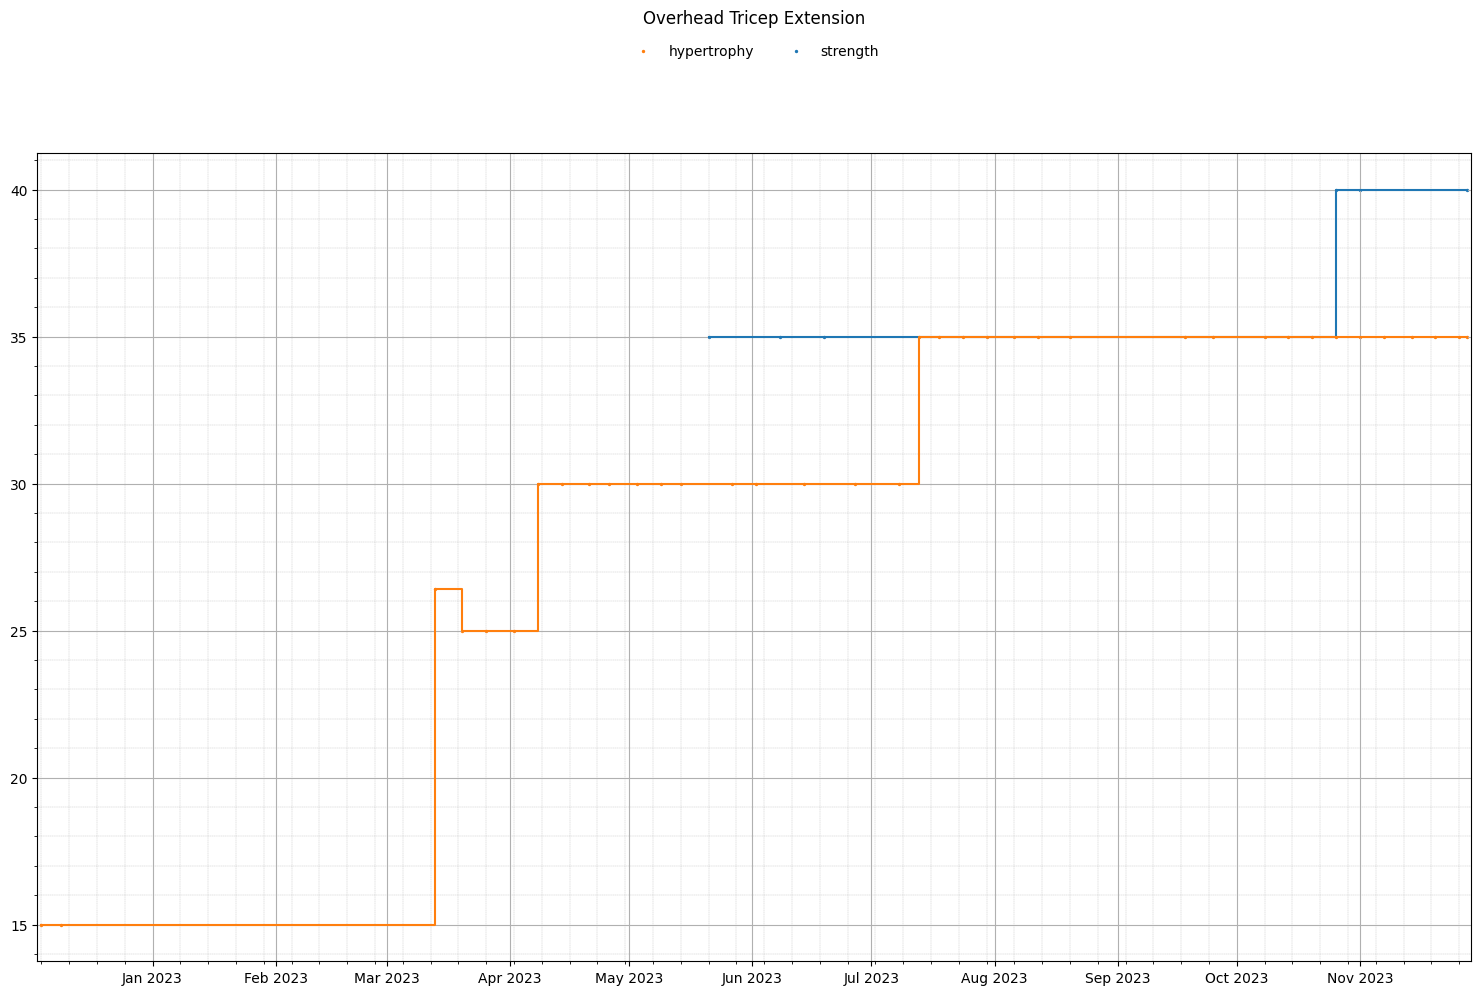 Overhead Tricep Extension
hypertrophy strength
40
35
30
25
20
15
Jan 2023 Feb 2023 Mar 2023 Apr 2023 May 2023 Jun 2023 Jul 2023 Aug 2023 Sep 2023 Oct 2023 Nov 2023